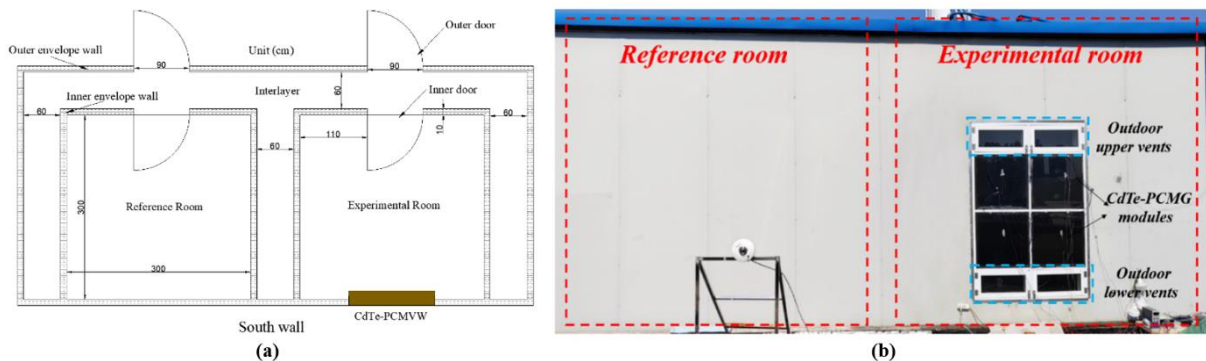 Outer envelope wall
Unit (cm)
Outer door
90
90
Inner envelope wall
Interlayer
60
Inner door
60
60
110
10
60
Reference Room
Experimental Room
300
300
South wall
CdTe-PCMVW
(a)
Reference room
Experimental room
Outdoor
upper vents
CdTe-PCMG
modules
Outdoor
lower vents
(b)